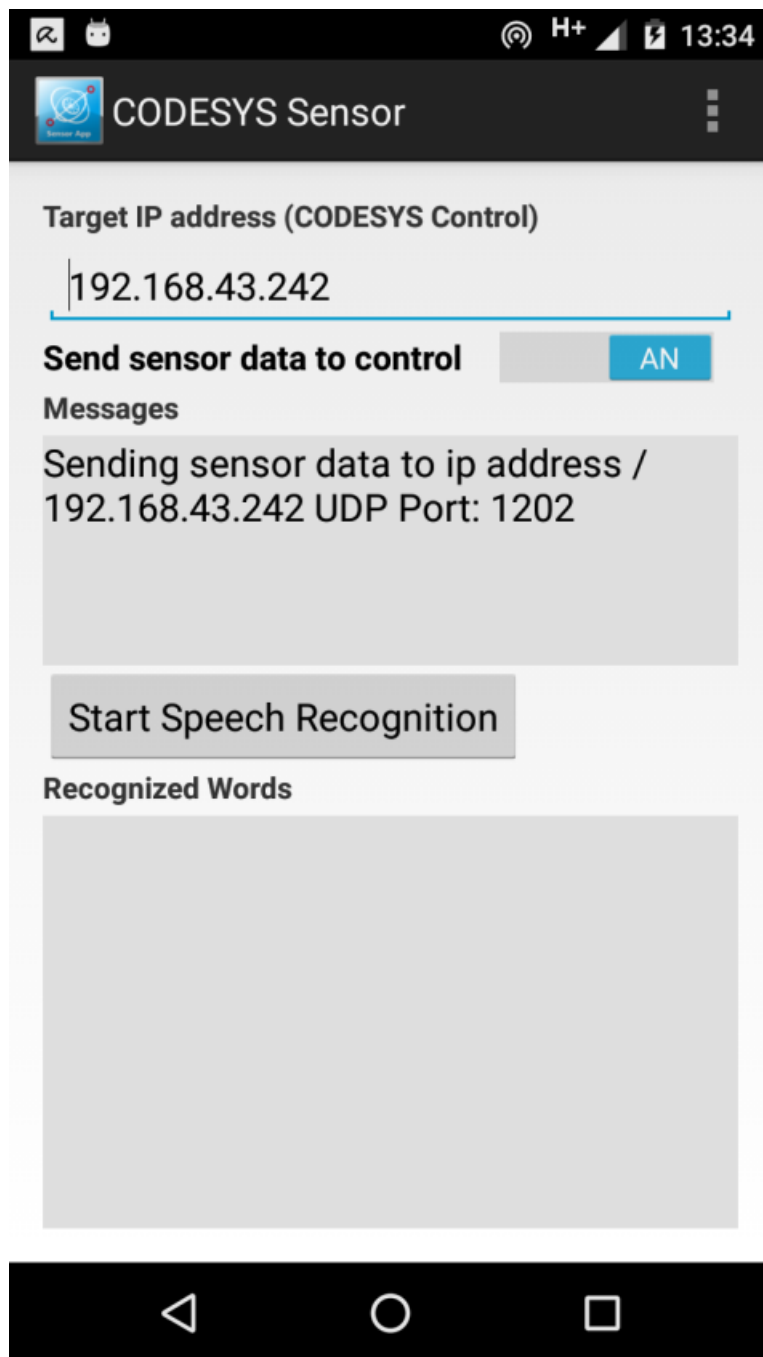 H+ 13:34
Sensor App
CODESYS Sensor
Target IP address (CODESYS Control)
192.168.43.242
Send sensor data to control AN
Messages
Sending sensor data to ip address /
192.168.43.242 UDP Port: 1202
Start Speech Recognition
Recognized Words